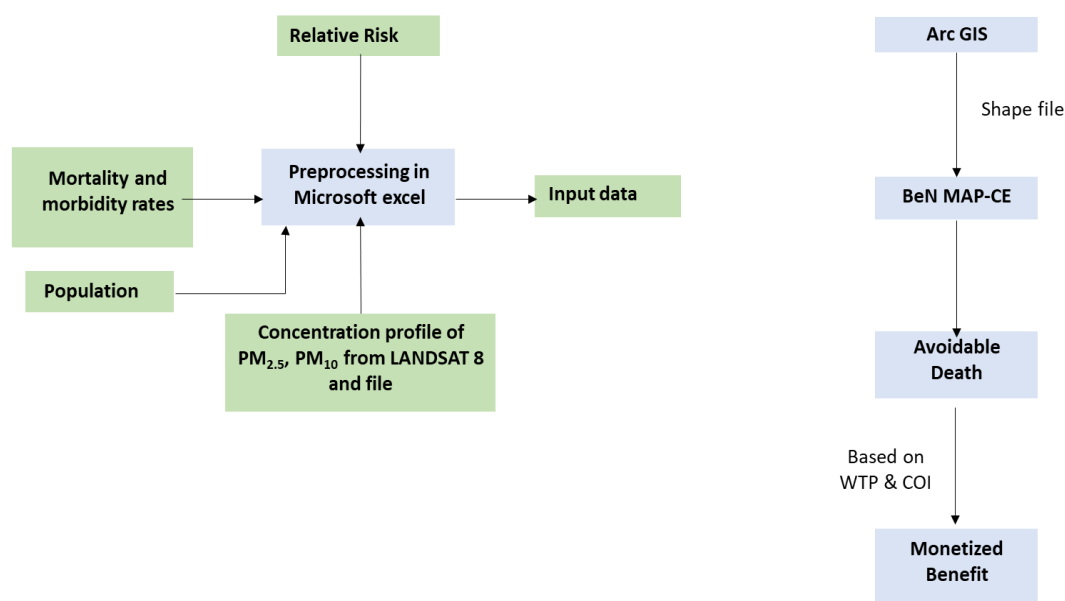 Relative Risk
Arc GIS
Shape file
Mortality and
morbidity rates
Preprocessing in
Microsoft excel
Input data
BeN MAP-CE
Population
Concentration profile of
PM2.5, PM10 from LANDSAT 8
and file
Avoidable
Death
Based on
WTP & COI
Monetized
Benefit